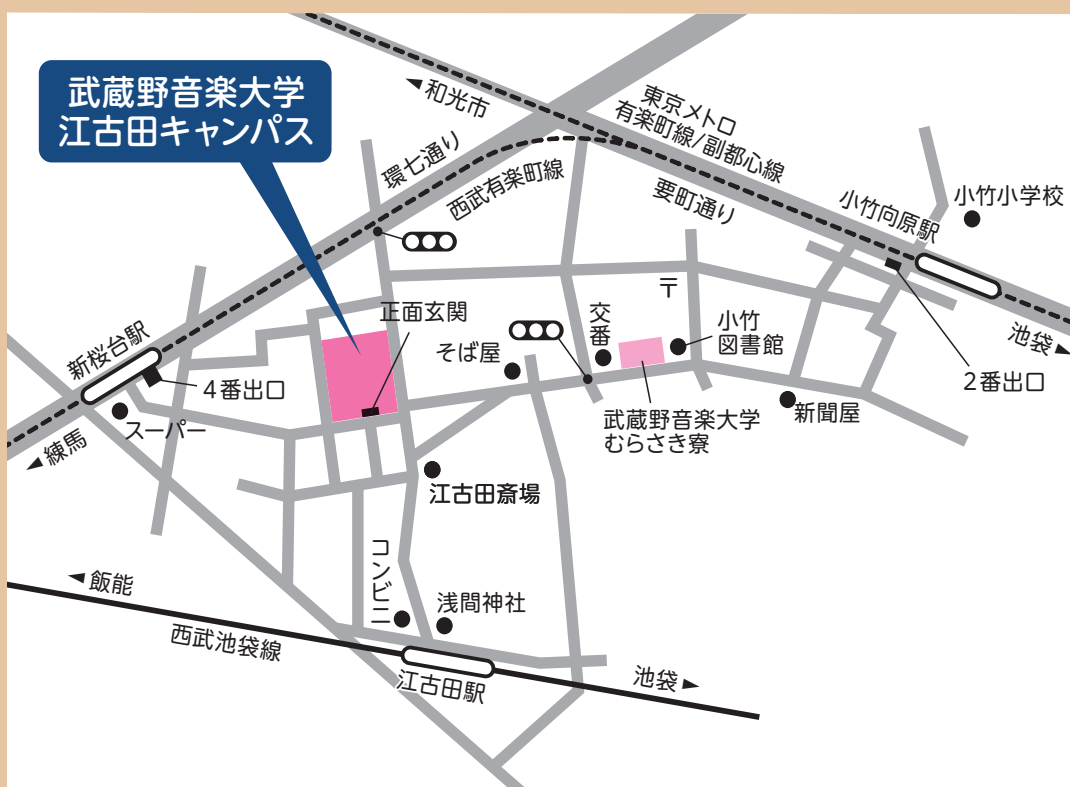 武蔵野音楽大学
江古田キャンパス
和光市
東京メトロ
有楽町線/副都心線
環七通り
西武有楽町線
要町通り
小竹向原駅
小竹小学校
〒
正面玄関
交番
小竹
図書館
そば屋
池袋
新桜台駅
4番出口
2番出口
スーパー
武蔵野音楽大学
むらさき寮
新聞屋
練馬
江古田斎場
コンビニ
飯能
浅間神社
西武池袋線
江古田駅
池袋